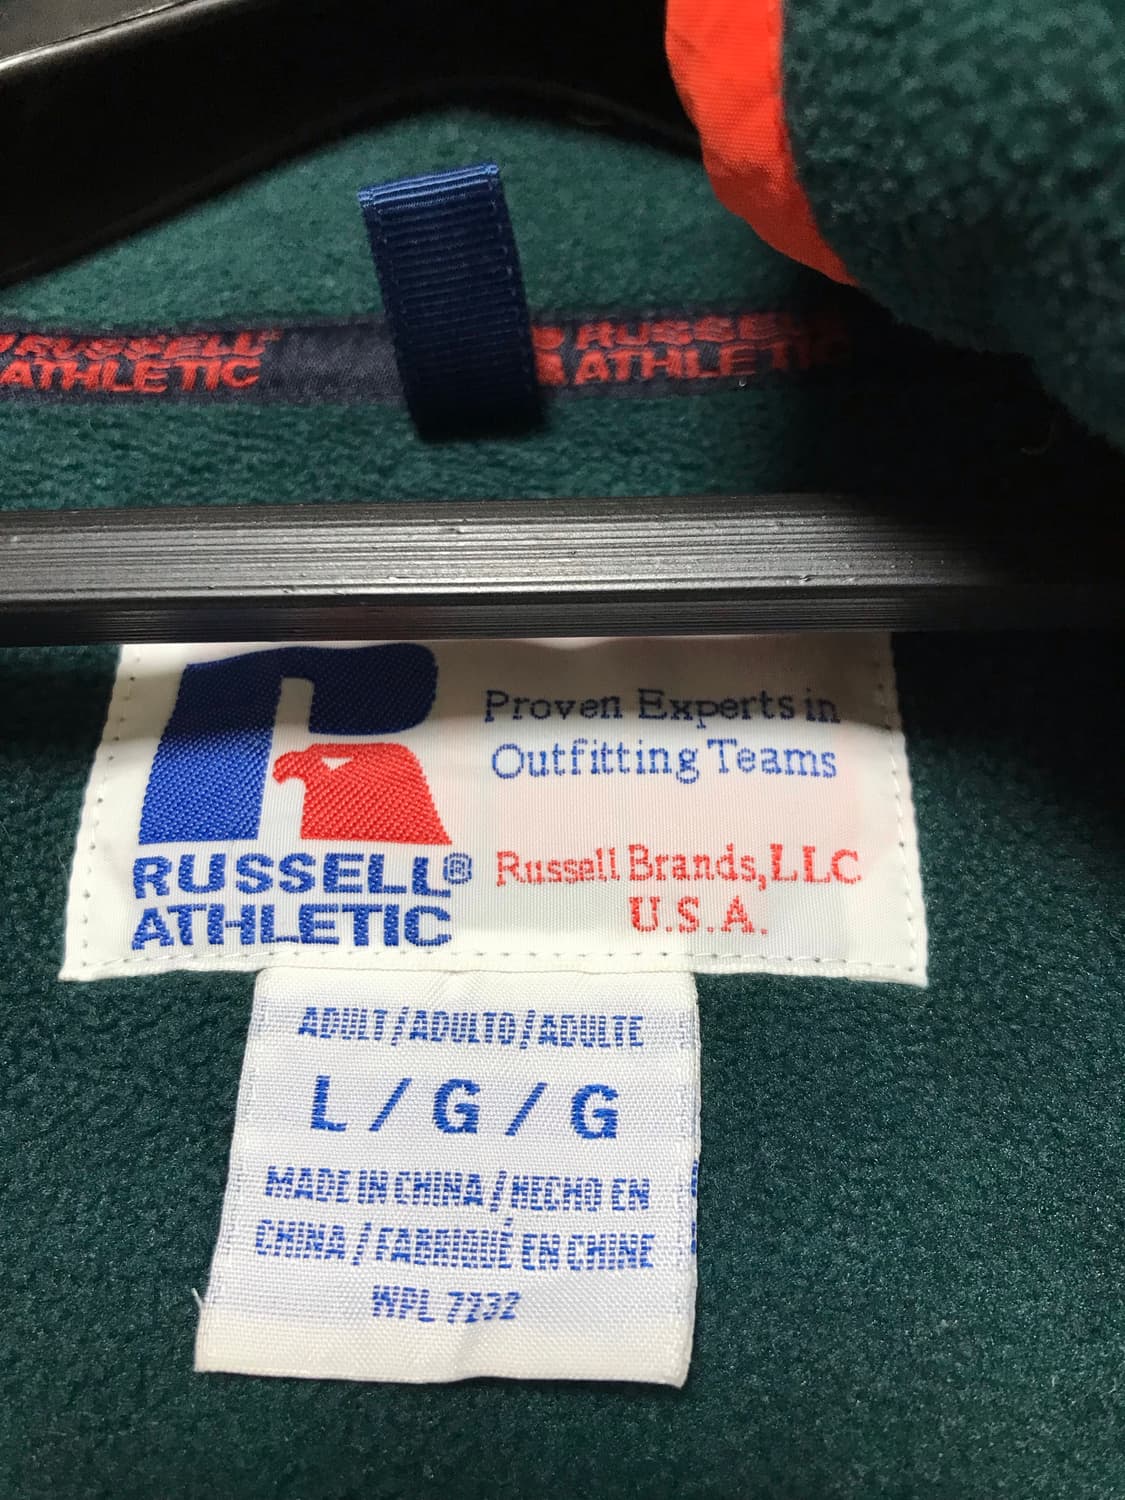 RUSSELL RUSSELL
ATHLETIC ATHLETIC
Proven Experts in
Outfitting Teams
RUSSELL®
ATHLETIC
Russell Brands, LLC
U.S.A.
ADULT / ADULTO / ADULTE
L / G / G
MADE IN CHINA / HECHO EN
CHINA / FABRIQUÉ EN CHINE
WPL 7232